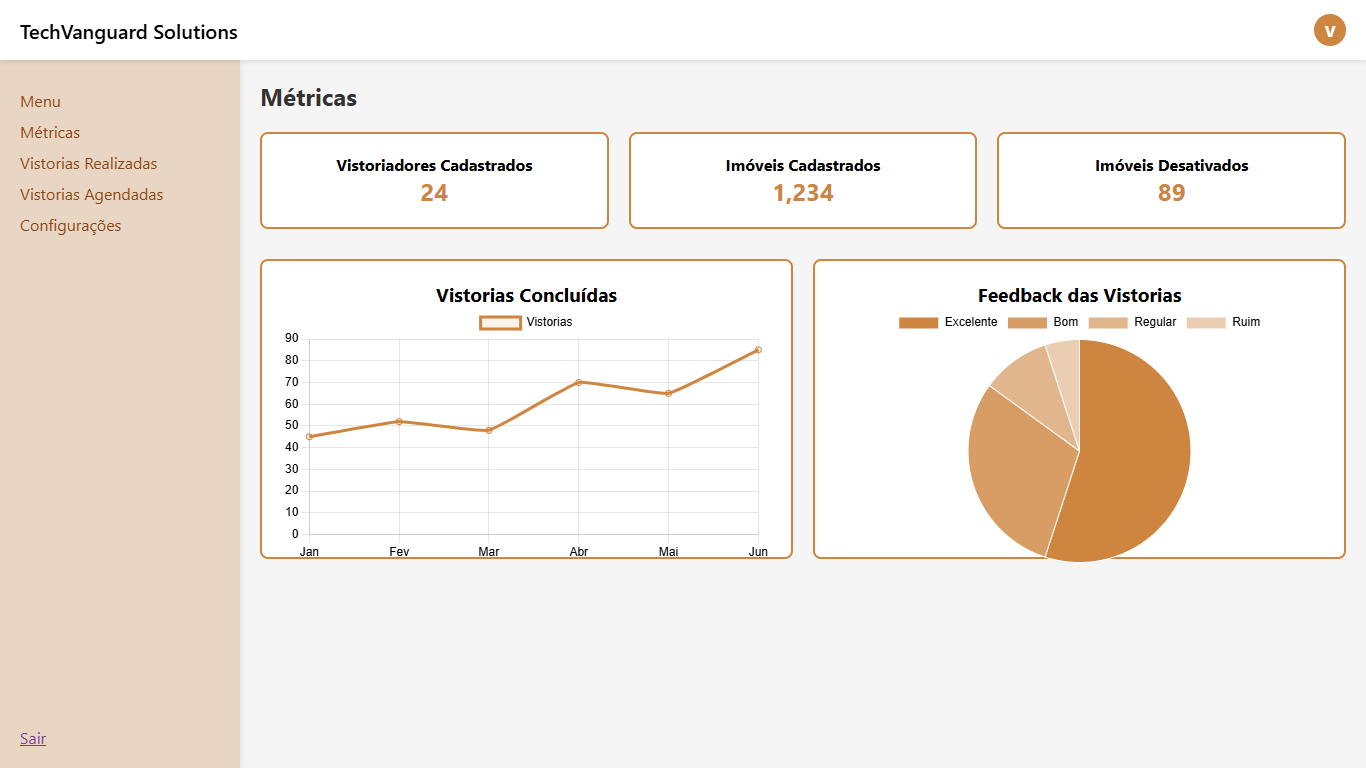 TechVanguard Solutions
V
Menu
Métricas
Vistorias Realizadas
Vistorias Agendadas
Configurações
Sair
Métricas
Vistoriadores Cadastrados
24
Imóveis Cadastrados
1,234
Imóveis Desativados
89
Vistorias Concluídas
Vistorias
90
80
70
60
50
40
30
20
10
0
Jan Fev Mar Abr Mai Jun
Feedback das Vistorias
Excelente Bom Regular Ruim